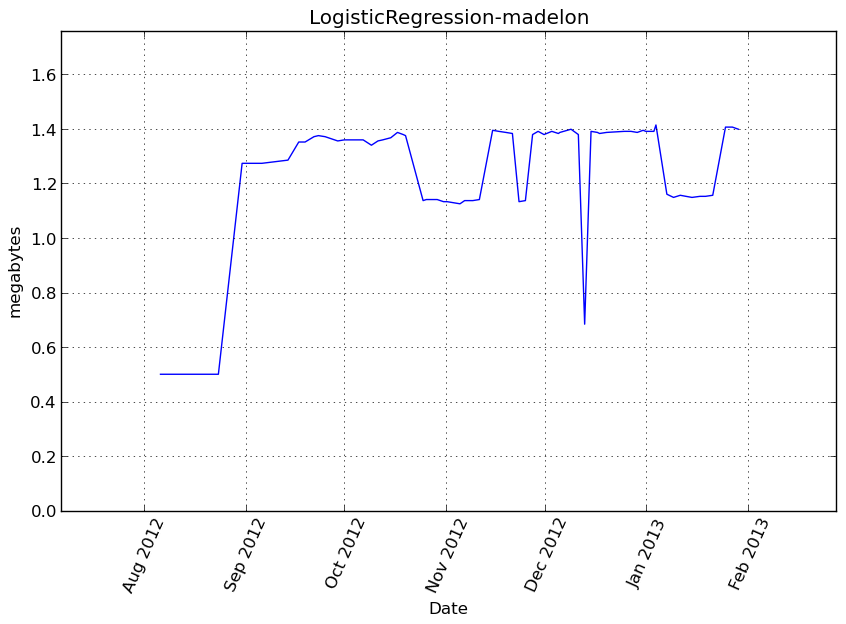 LogisticRegression-madelon
megabytes
1.6
1.4
1.2
1.0
0.8
0.6
0.4
0.2
0.0
Aug 2012
Sep 2012
Oct 2012
Nov 2012
Dec 2012
Jan 2013
Feb 2013
Date